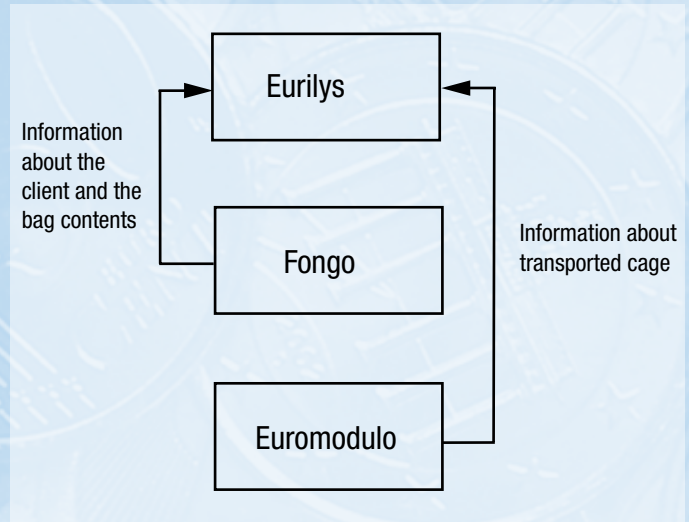 Eurilys
Information
about the
client and the
bag contents
Fongo
Information about
transported cage
Euromodulo